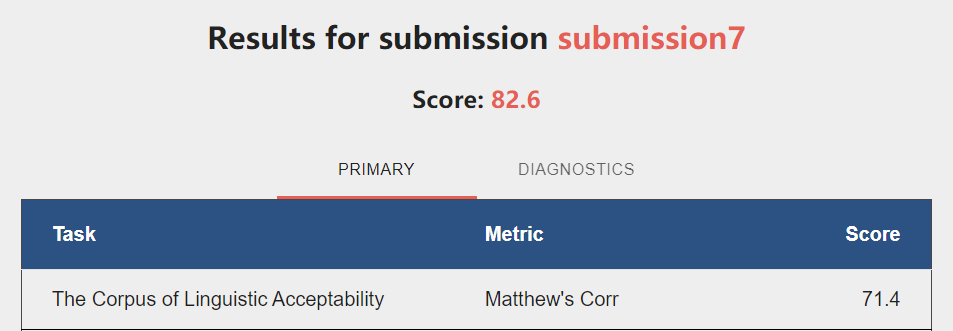 Results for submission submission7
Score: 82.6
PRIMARY DIAGNOSTICS
Task Metric Score
The Corpus of Linguistic Acceptability Matthew's Corr 71.4